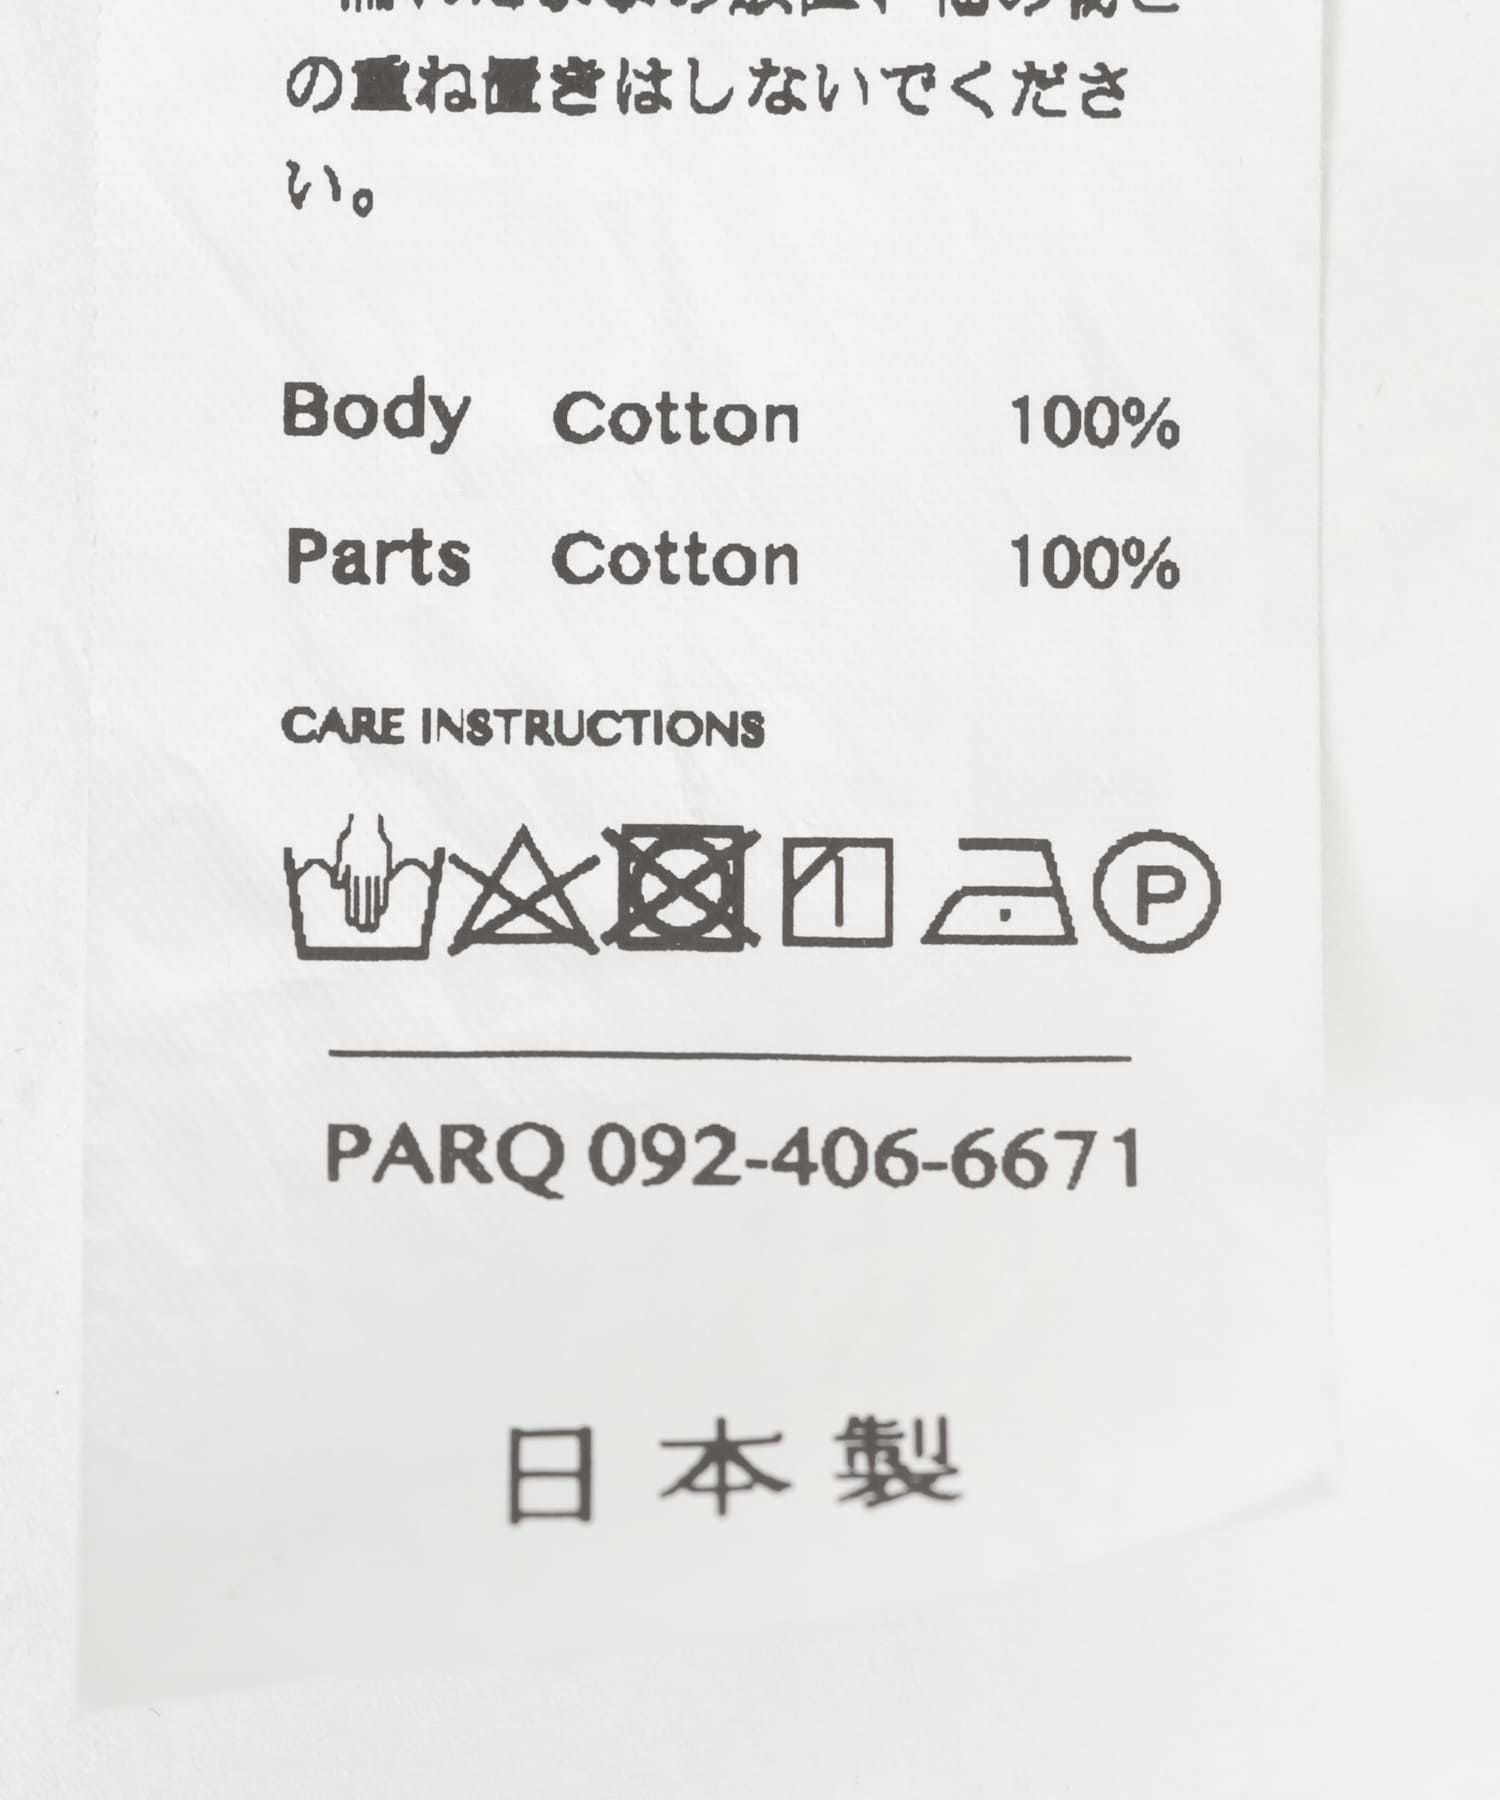 の重ね置きはしないでくださ
い。
Body Cotton 100%
Parts Cotton 100%
CARE INSTRUCTIONS
P
PARQ 092-406-6671
日本製